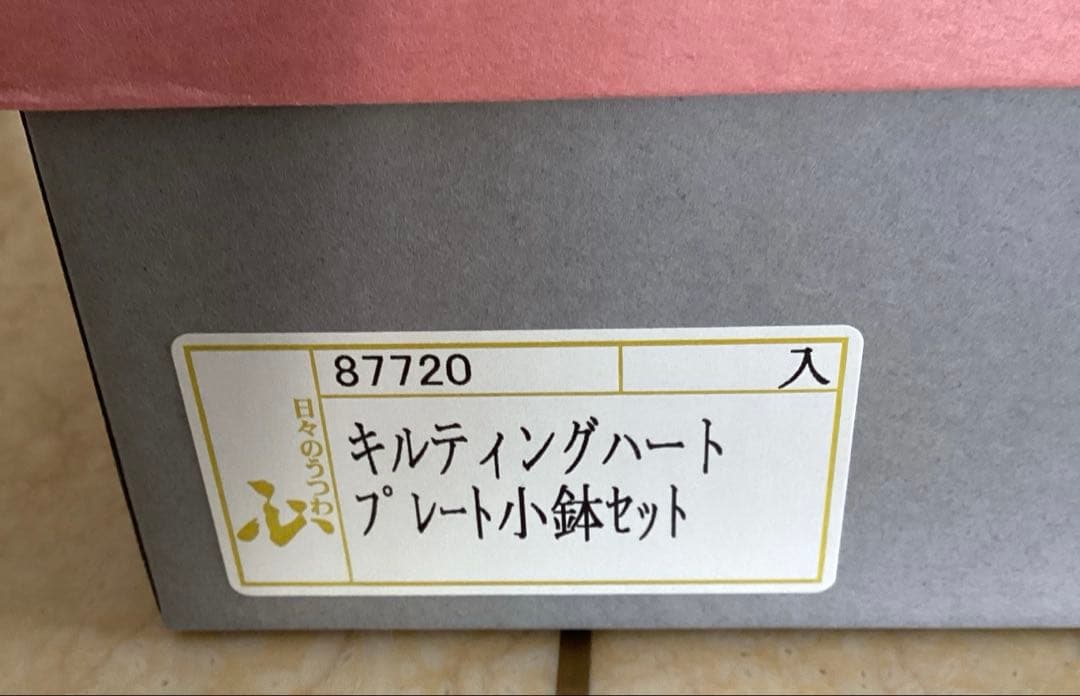 87720
入
日々のうつわ
ふ
キルティングハート
プレート小鉢セット